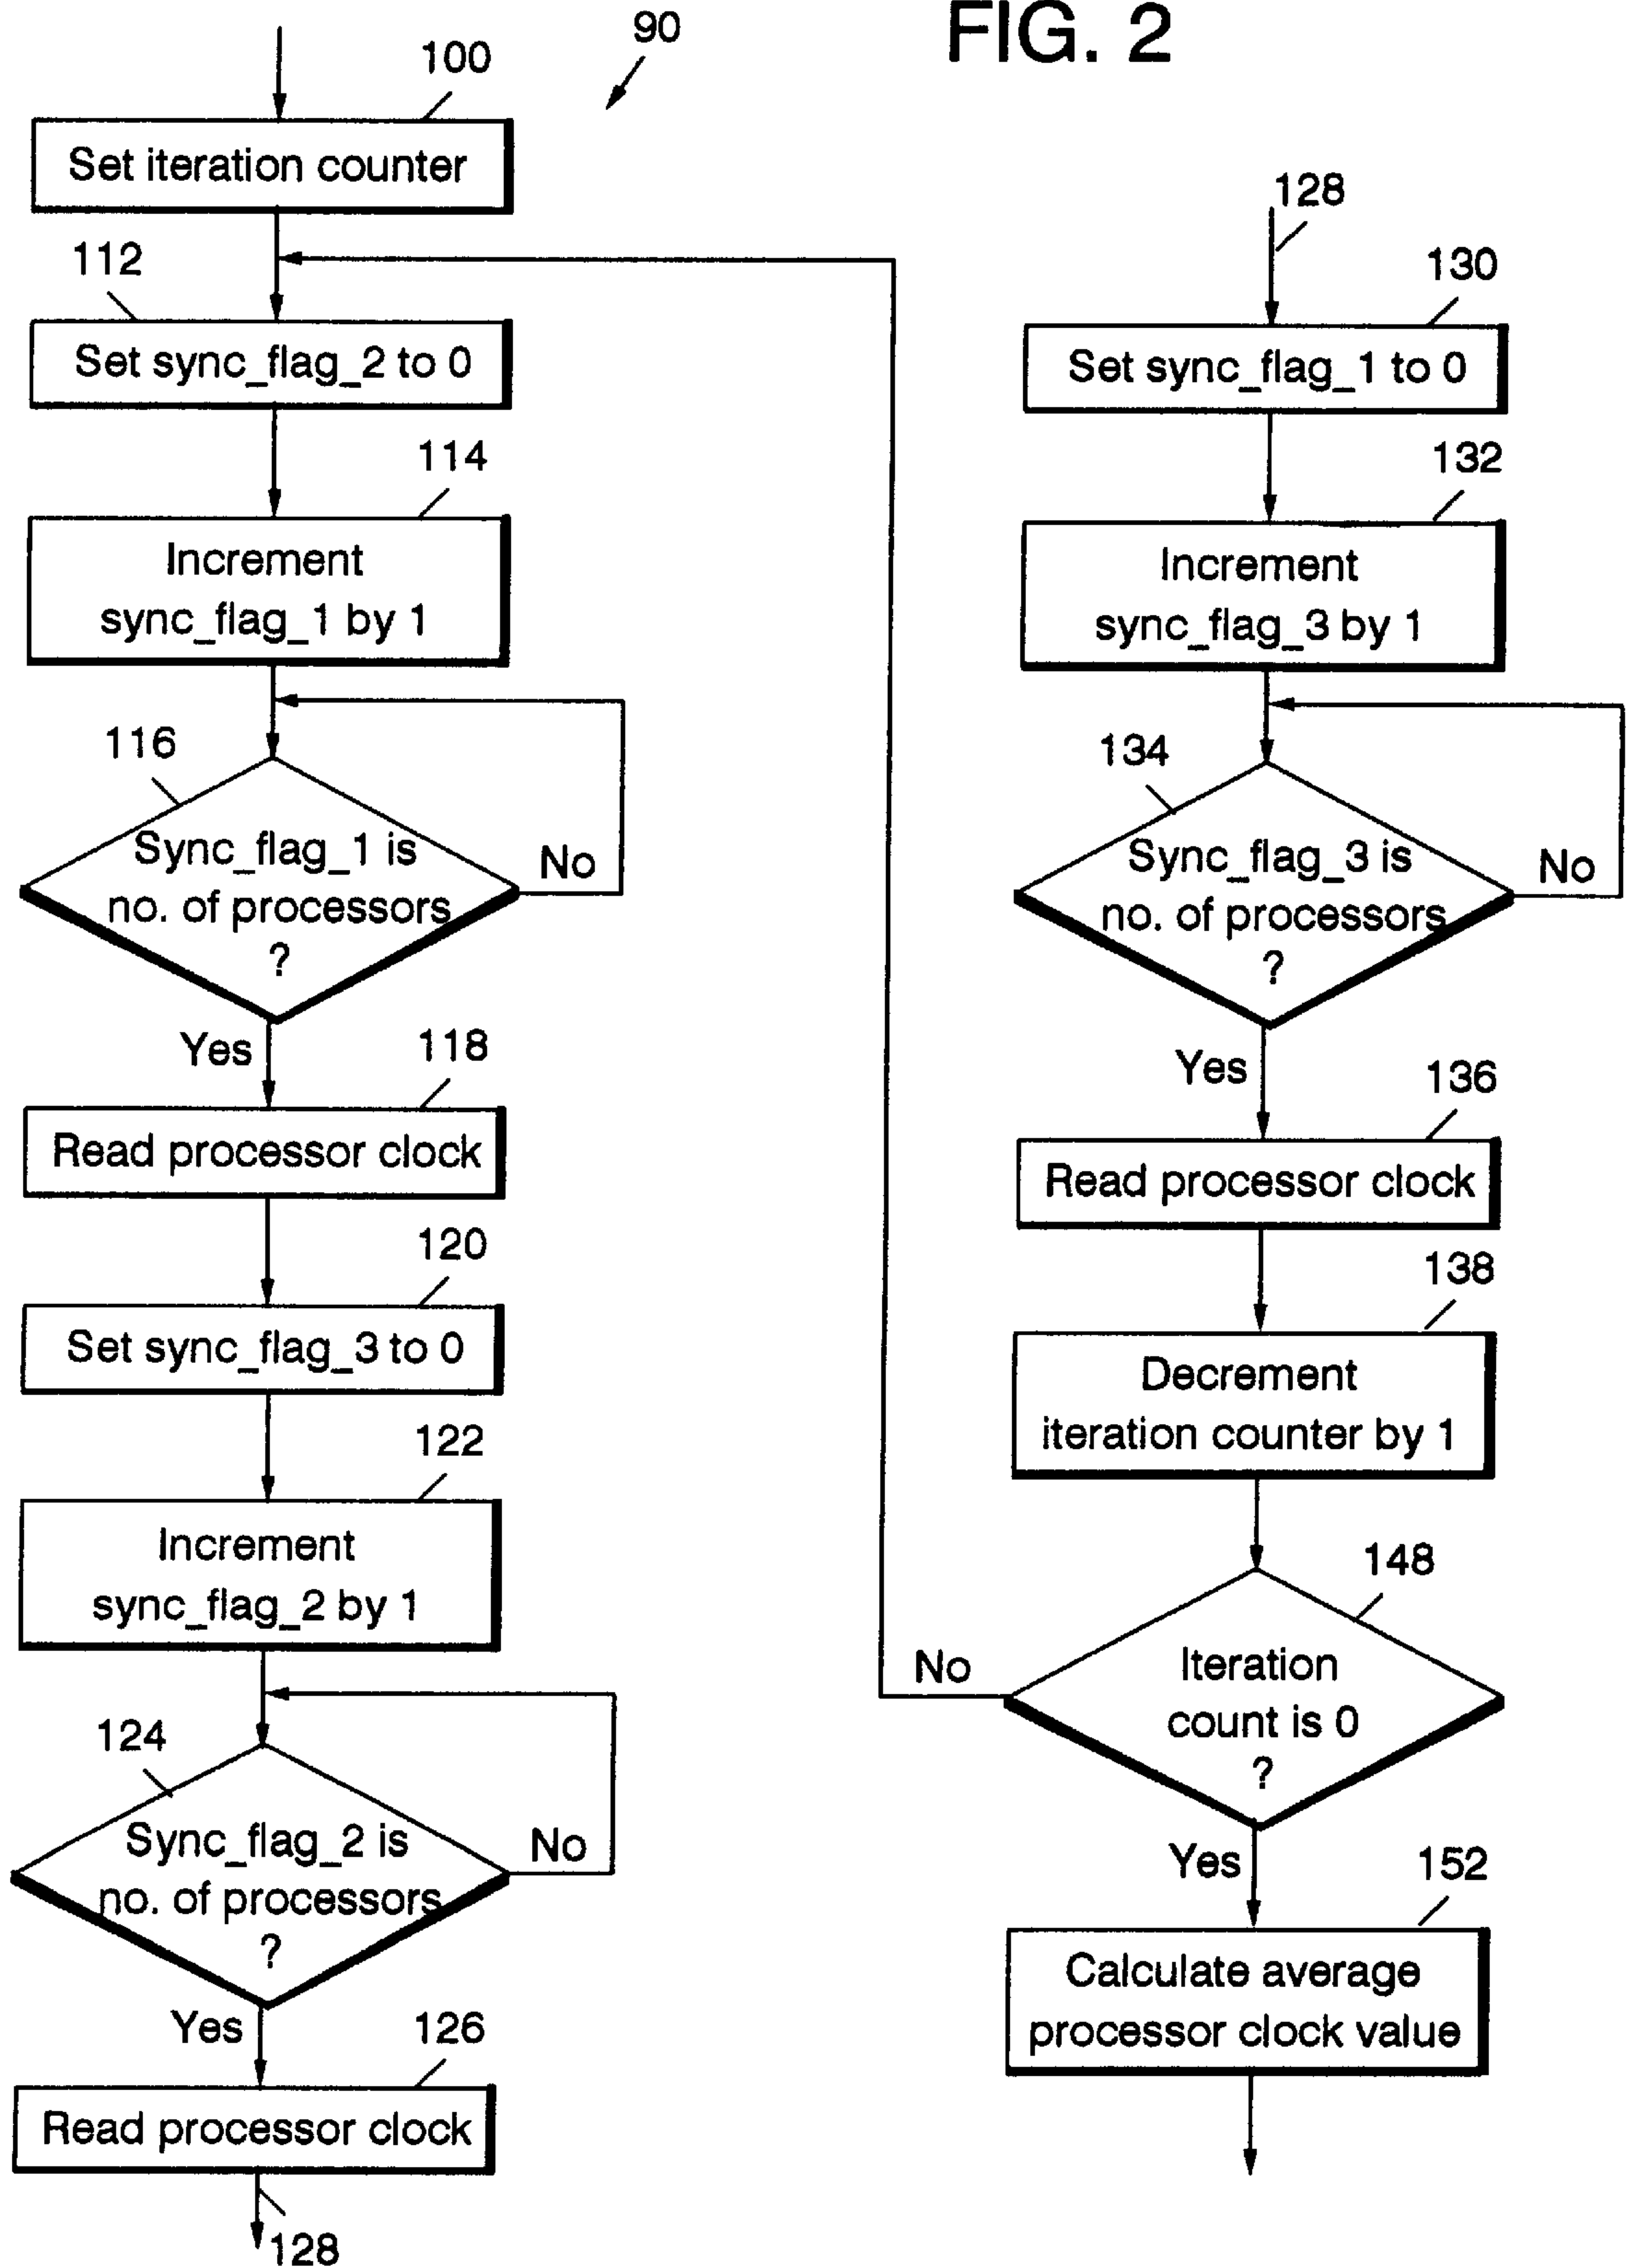 FIG. 2
90
100
Set iteration counter
112
Set sync_flag_2 to 0
114
Increment
sync_flag_1 by 1
116
Sync_flag_1 is
no. of processors
?
No
Yes
118
Read processor clock
120
Set sync_flag_3 to 0
122
Increment
sync_flag_2 by 1
124
Sync_flag_2 is
no. of processors
?
No
Yes
126
Read processor clock
128
128
130
Set sync_flag_1 to 0
132
Increment
sync_flag_3 by 1
134
Sync_flag_3 is
no. of processors
?
No
Yes
136
Read processor clock
138
Decrement
iteration counter by 1
148
Iteration
count is 0
?
No
Yes
152
Calculate average
processor clock value